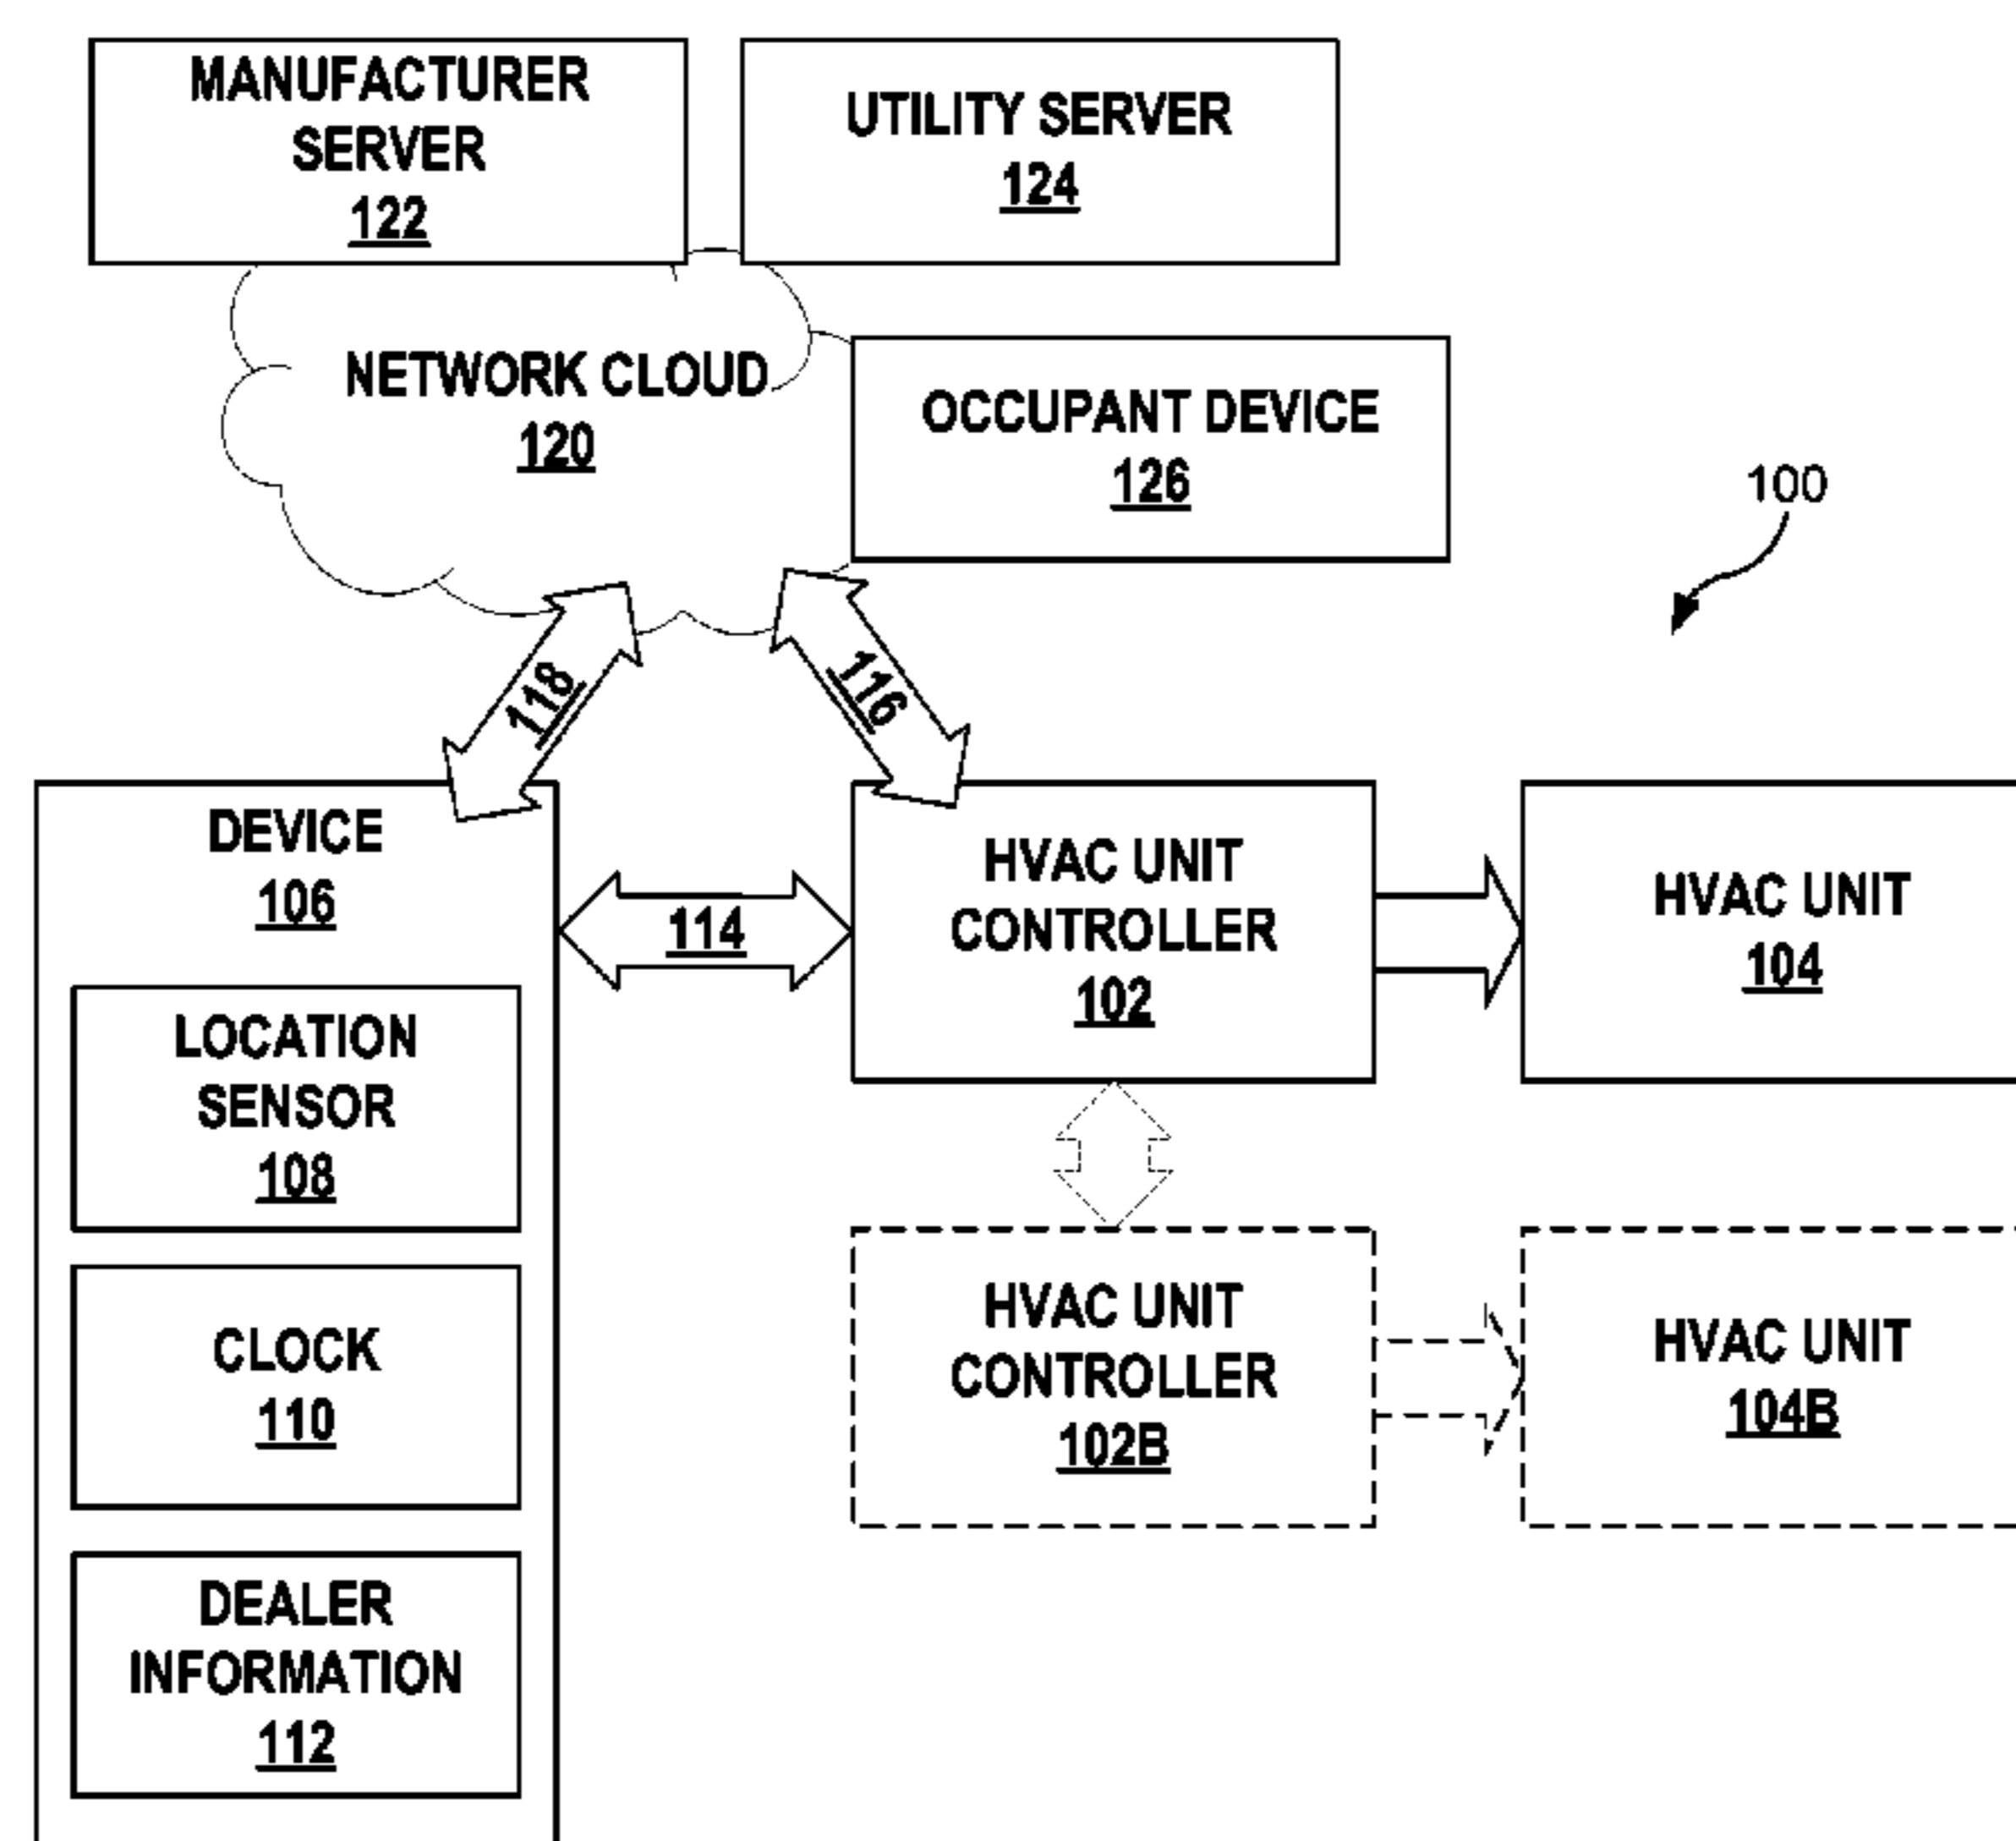 MANUFACTURER
SERVER
122
UTILITY SERVER
124
NETWORK CLOUD
120
OCCUPANT DEVICE
126
100
118
116
DEVICE
106
114
HVAC UNIT
CONTROLLER
102
HVAC UNIT
104
LOCATION
SENSOR
108
CLOCK
110
HVAC UNIT
CONTROLLER
102B
HVAC UNIT
104B
DEALER
INFORMATION
112